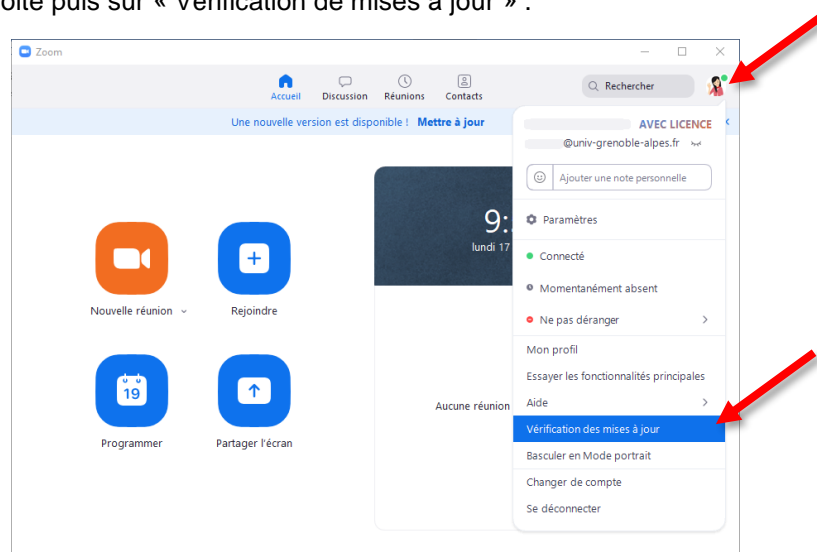 puis sur « Vérification de mises à jour » :
Zoom
Accueil
Discussion
Réunions
Contacts
Rechercher
Une nouvelle version est disponible ! Mettre à jour
AVEC LICENCE
@univ-grenoble-alpes.fr
Ajouter une note personnelle
Paramètres
Connecté
Momentanément absent
Ne pas déranger
Mon profil
Essayer les fonctionnalités principales
Aide
Vérification des mises à jour
Basculer en Mode portrait
Changer de compte
Se déconnecter
9:
lundi 17
Nouvelle réunion
Rejoindre
19
Programmer
Partager l'écran
Aucune réunion